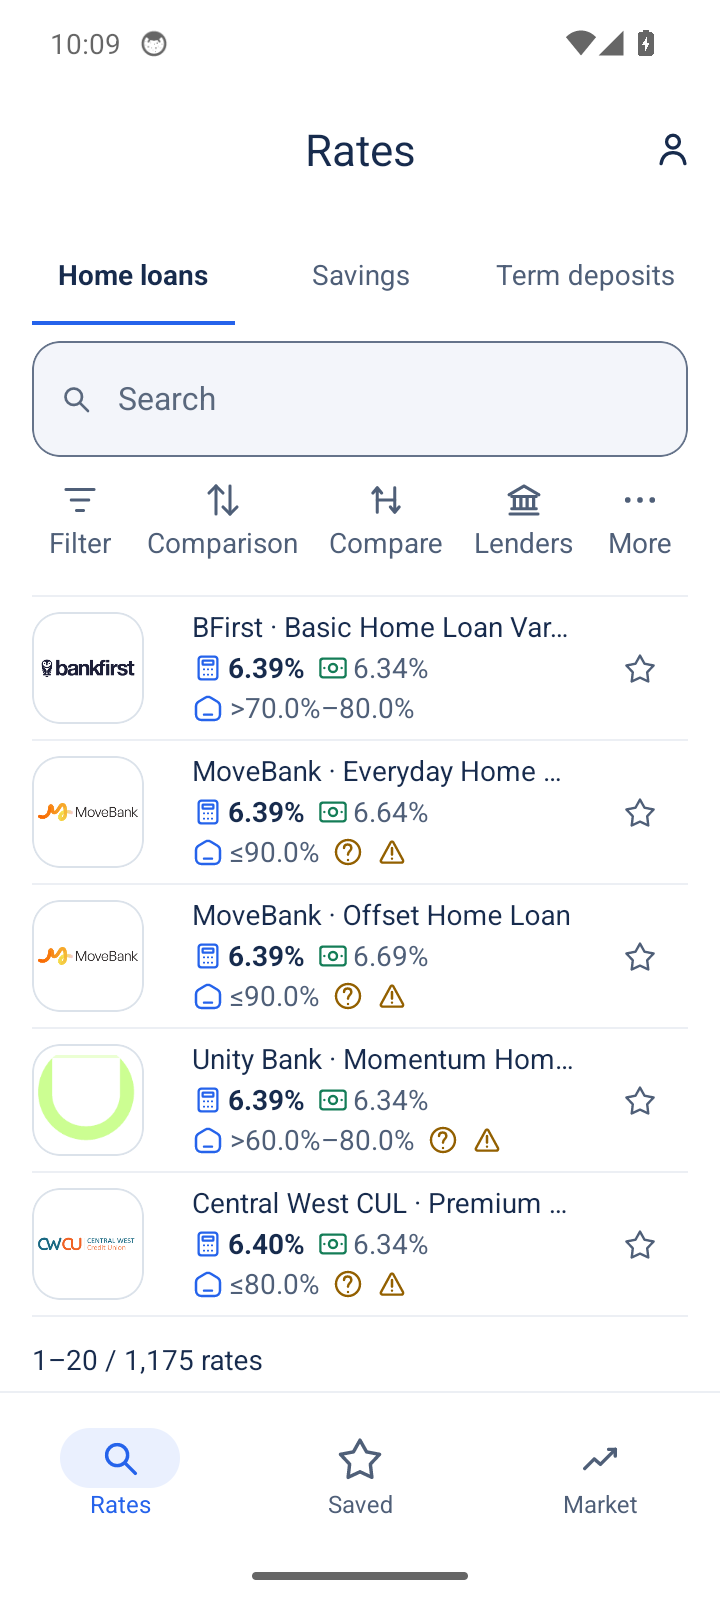 10:09
Rates
Home loans
Savings
Term deposits
Search
Filter
Comparison
Compare
Lenders
More
bankfirst
BFirst · Basic Home Loan Var...
6.39% 6.34%
>70.0%–80.0%
MoveBank
MoveBank · Everyday Home ...
6.39% 6.64%
≤90.0%
MoveBank
MoveBank · Offset Home Loan
6.39% 6.69%
≤90.0%
Unity Bank · Momentum Hom...
6.39% 6.34%
>60.0%–80.0%
CWCU CENTRAL WEST
Credit Union
Central West CUL · Premium ...
6.40% 6.34%
≤80.0%
1–20 / 1,175 rates
Rates
Saved
Market